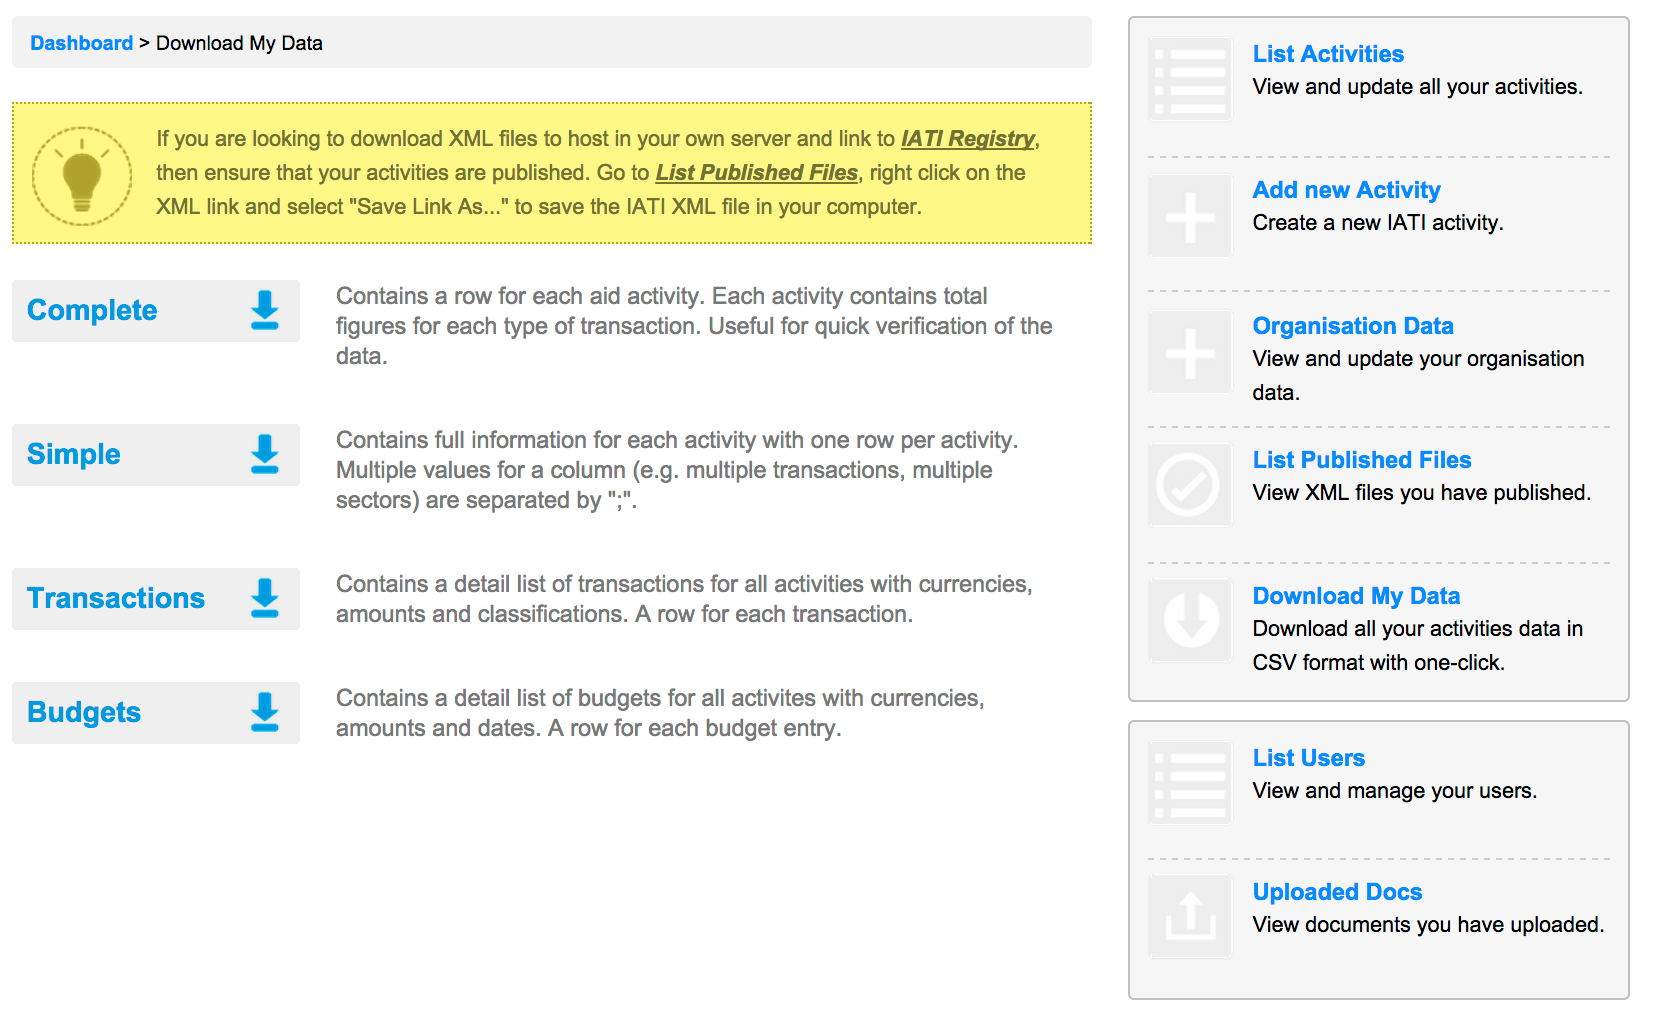 Dashboard > Download My Data
If you are looking to download XML files to host in your own server and link to IATI Registry,
then ensure that your activities are published. Go to List Published Files, right click on the
XML link and select "Save Link As..." to save the IATI XML file in your computer.
Complete
Contains a row for each aid activity. Each activity contains total
figures for each type of transaction. Useful for quick verification of the
data.
Simple
Contains full information for each activity with one row per activity.
Multiple values for a column (e.g. multiple transactions, multiple
sectors) are separated by ";".
Transactions
Contains a detail list of transactions for all activities with currencies,
amounts and classifications. A row for each transaction.
Budgets
Contains a detail list of budgets for all activites with currencies,
amounts and dates. A row for each budget entry.
List Activities
View and update all your activities.
Add new Activity
Create a new IATI activity.
Organisation Data
View and update your organisation
data.
List Published Files
View XML files you have published.
Download My Data
Download all your activities data in
CSV format with one-click.
List Users
View and manage your users.
Uploaded Docs
View documents you have uploaded.